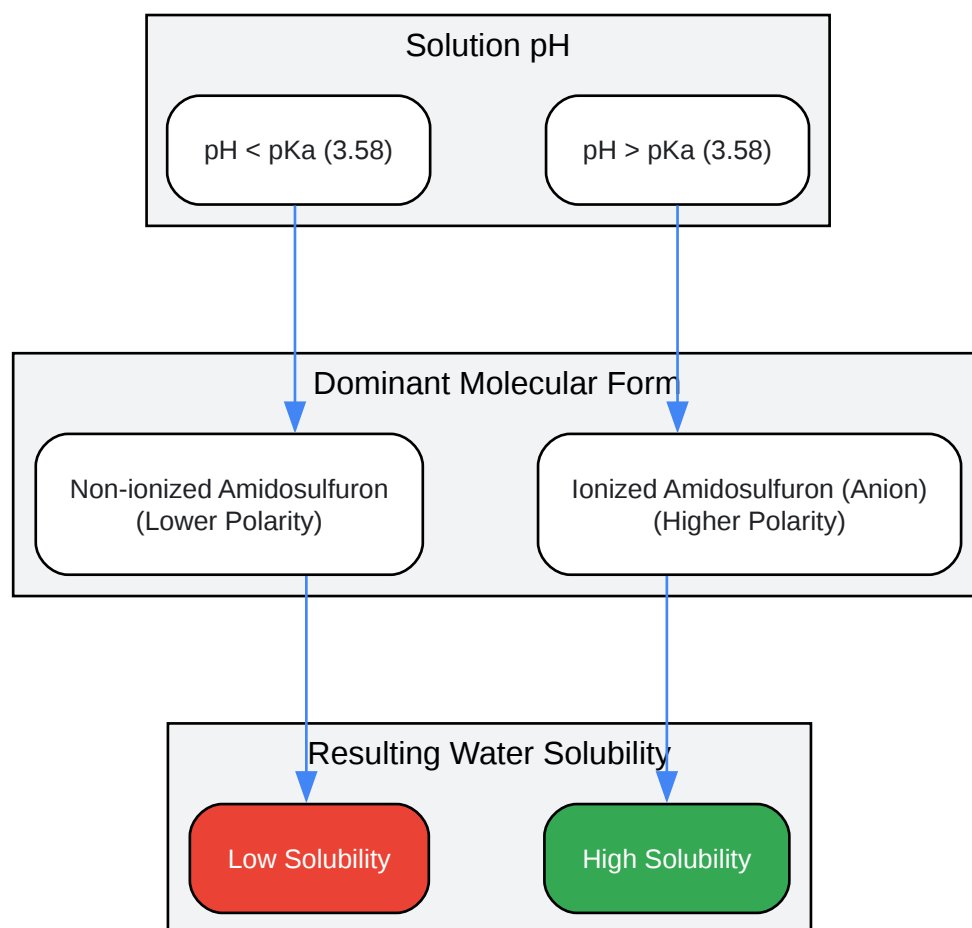 Solution pH
pH < pKa (3.58)
pH > pKa (3.58)
Dominant Molecular Form
Non-ionized Amidosulfuron
(Lower Polarity)
Ionized Amidosulfuron (Anion)
(Higher Polarity)
Resulting Water Solubility
Low Solubility
High Solubility